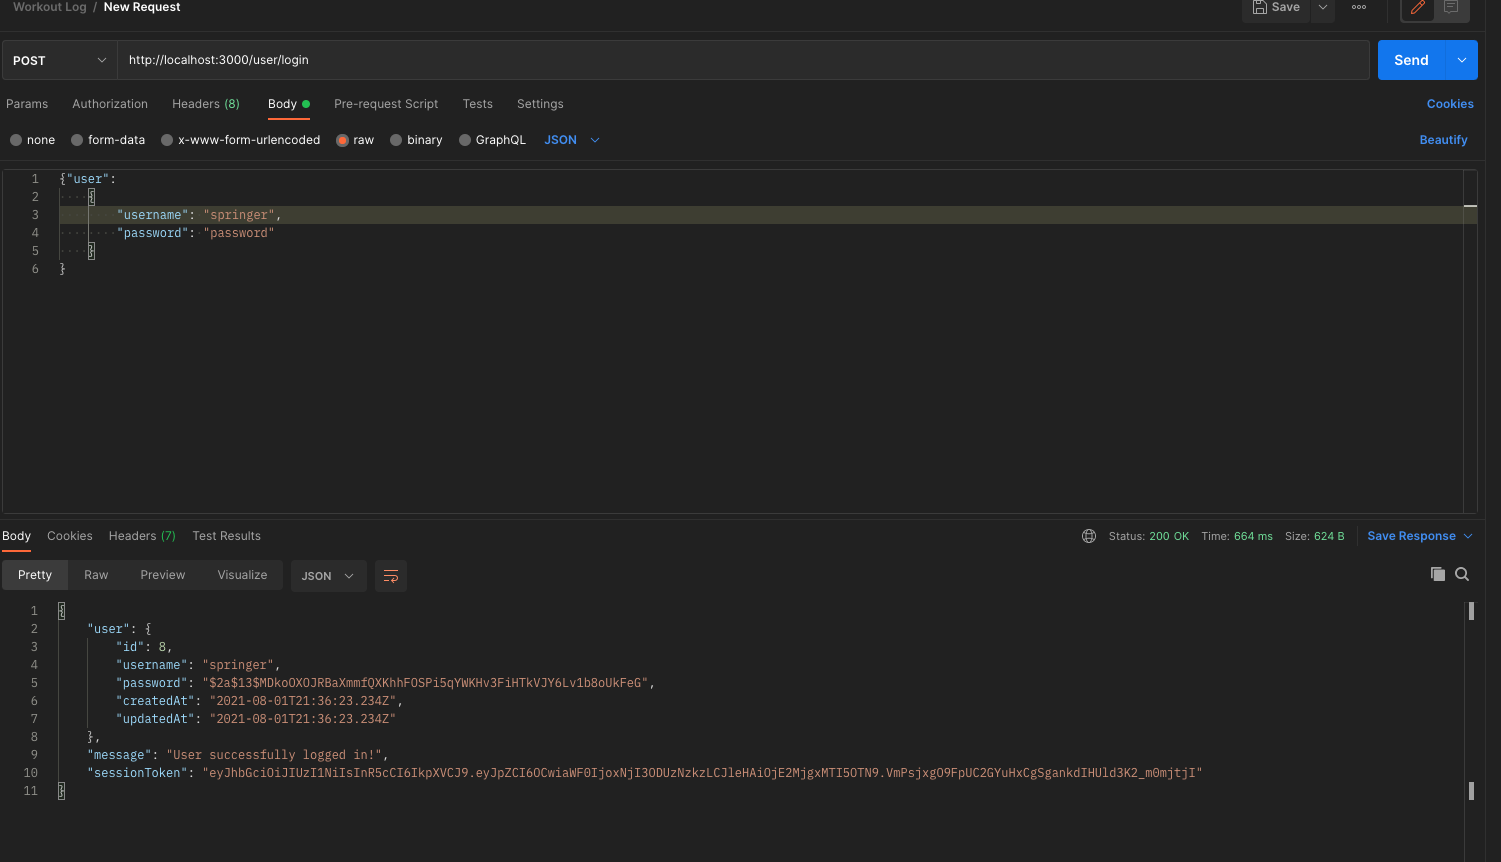 Workout Log / New Request
Save
POST http://localhost:3000/user/login Send
Params Authorization Headers (8) Body Pre-request Script Tests Settings Cookies
none form-data x-www-form-urlencoded raw binary GraphQL JSON Beautify
1 {"user":
2 {
3 "username": "springer",
4 "password": "password"
5 }
6 }
Body Cookies Headers (7) Test Results Status: 200 OK Time: 664 ms Size: 624 B Save Response
Pretty Raw Preview Visualize JSON
1 {
2 "user": {
3 "id": 8,
4 "username": "springer",
5 "password": "$2a$13$MDkoOXOJRBaXmmfQXKhhFOSPi5qYWKHv3FiHTkVJY6Lv1b8oUkFeG",
6 "createdAt": "2021-08-01T21:36:23.234Z",
7 "updatedAt": "2021-08-01T21:36:23.234Z"
8 },
9 "message": "User successfully logged in!",
10 "sessionToken": "eyJhbGciOiJIUzI1NiIsInR5cCI6IkpXVCJ9.eyJpZCI6OCwiaWF0IjoxNjI3ODUzNzkzLCJleHAiOjE2MjgxMTI5OTN9.VmPsjxgO9FpUC2GYuHxCgSgankdIHUld3K2_m0mjtjI"
11 }